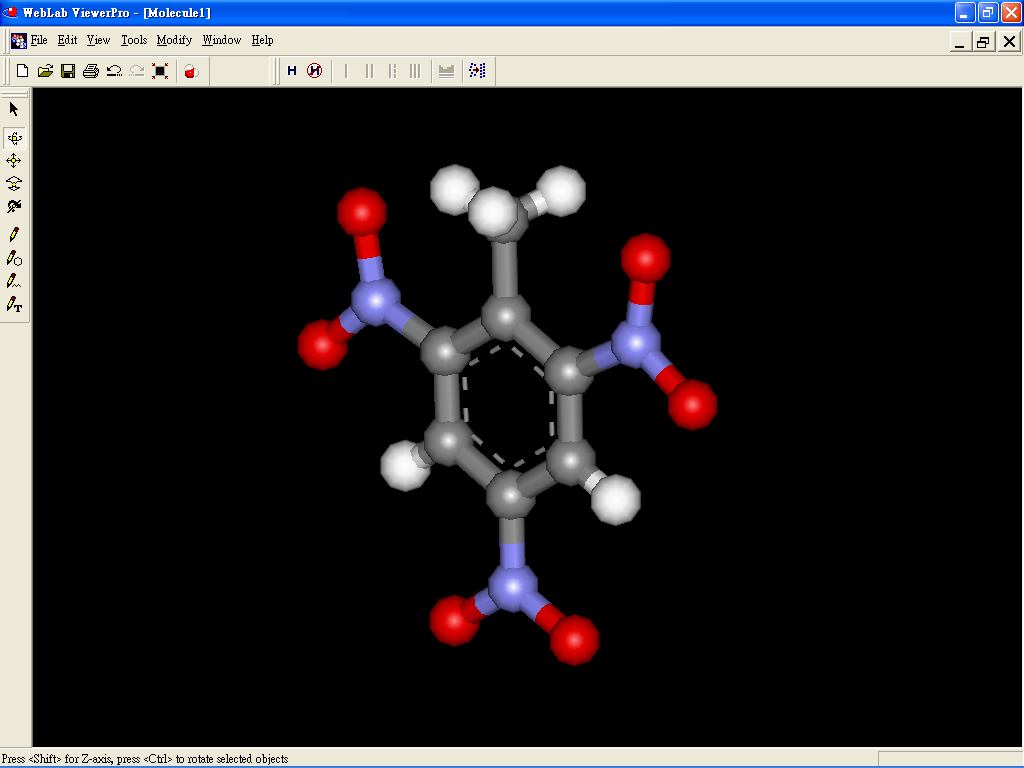 WebLab ViewerPro - [Molecule1]
File Edit View Tools Modify Window Help
H H
T
Press <Shift> for Z-axis, press <Ctrl> to rotate selected objects